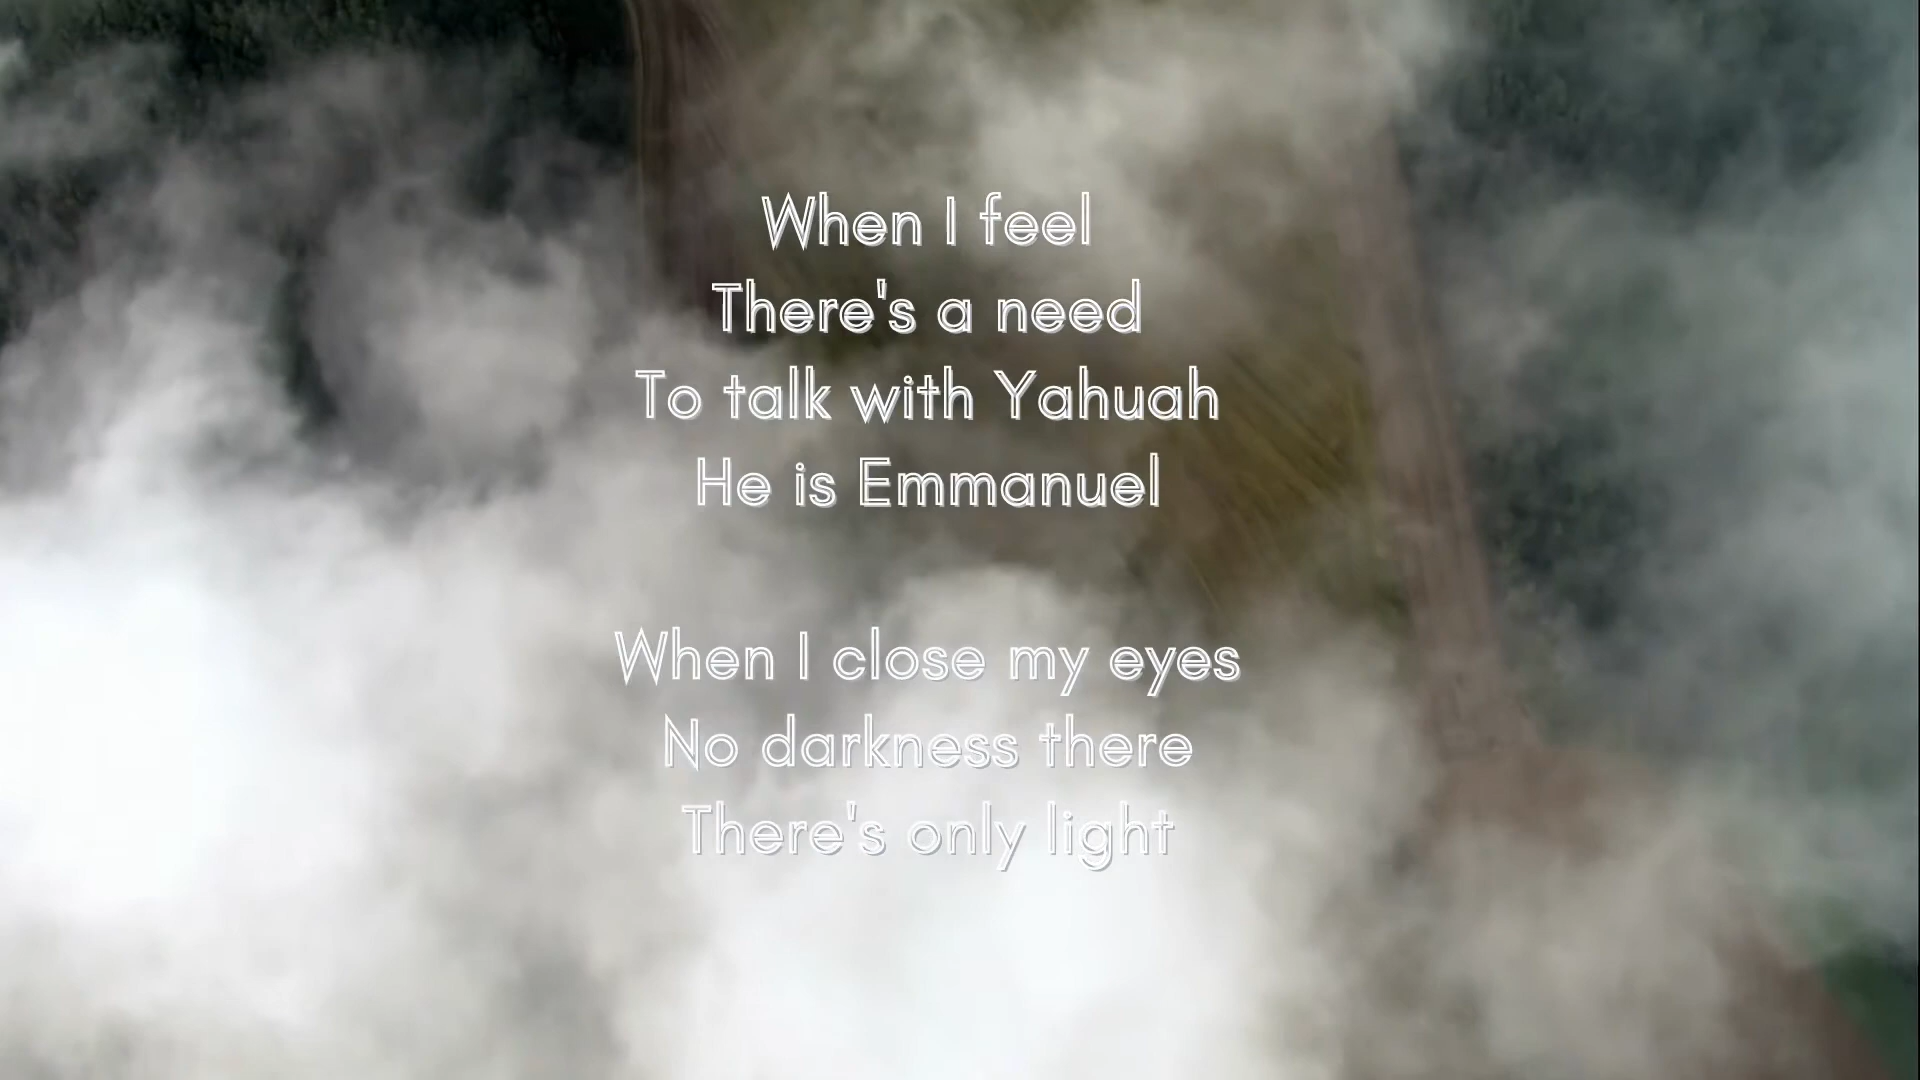 When I feel
There's a need
To talk with Yahuah
He is Emmanuel
When I close my eyes
No darkness there
There's only light